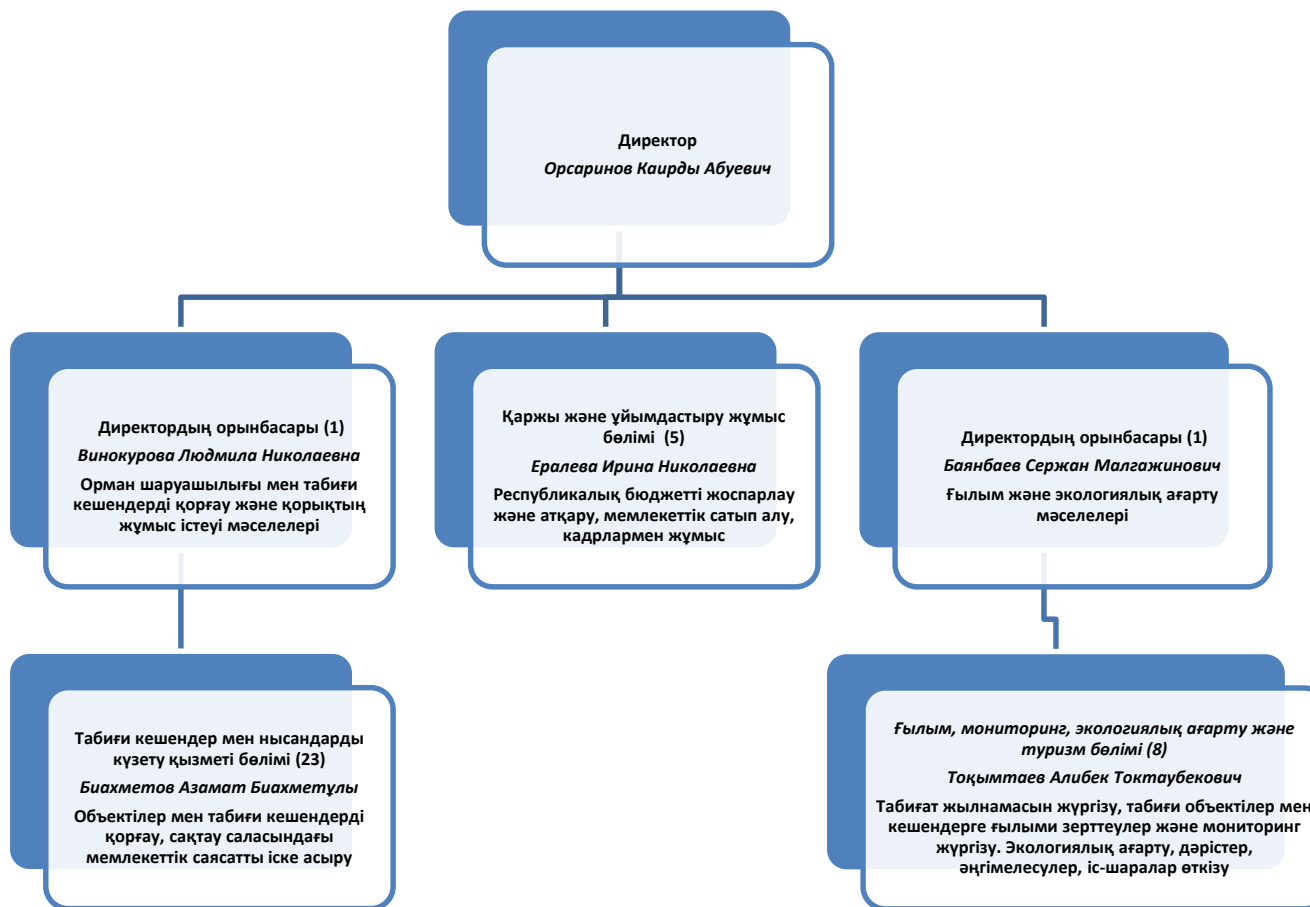 Директор
Орсаринов Каирды Абуевич
Директордың орынбасары (1)
Винокурова Людмила Николаевна
Орман шаруашылығы мен табиғи
кешендерді қорғау және қорықтың
жұмыс істеуі мәселелері
Қаржы және ұйымдастыру жұмыс
бөлімі (5)
Ералева Ирина Николаевна
Республикалық бюджетті жоспарлау
және атқару, мемлекеттік сатып алу,
кадрлармен жұмыс
Директордың орынбасары (1)
Баянбаев Сержан Малгажинович
Ғылым және экологиялық ағарту
мәселелері
Табиғи кешендер мен нысандарды
күзету қызметі бөлімі (23)
Биахметов Азамат Биахметұлы
Объектілер мен табиғи кешендерді
қорғау, сақтау саласындағы
мемлекеттік саясатты іске асыру
Ғылым, мониторинг, экологиялық ағарту және
туризм бөлімі (8)
Тоқымтаев Алибек Токтаубекович
Табиғат жылнамасын жүргізу, табиғи объектілер мен
кешендерге ғылыми зерттеулер және мониторинг
жүргізу. Экологиялық ағарту, дәрістер,
әңгімелесулер, іс-шаралар өткізу